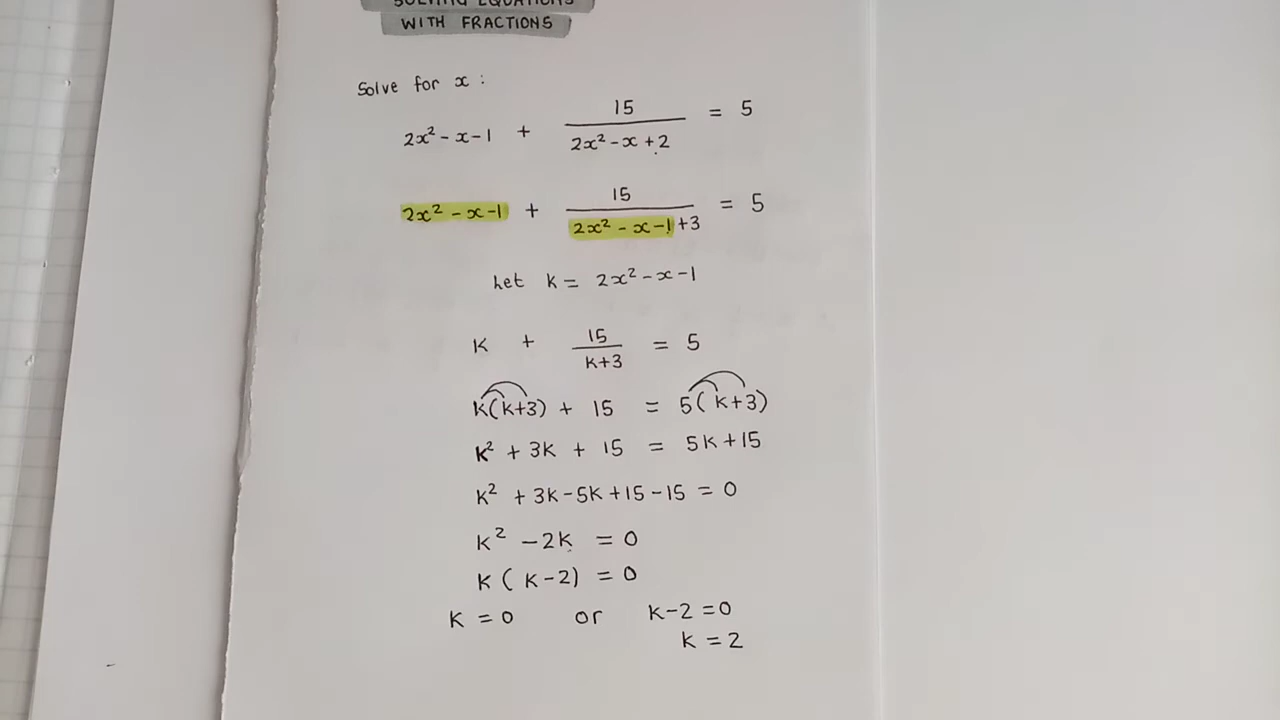 SOLVING EQUATIONS
WITH FRACTIONS
Solve for x :
2x² - x - 1 + 15/(2x² - x + 2) = 5
2x² - x - 1 + 15/(2x² - x - 1 + 3) = 5
Let k = 2x² - x - 1
k + 15/(k+3) = 5
k(k+3) + 15 = 5(k+3)
k² + 3k + 15 = 5k + 15
k² + 3k - 5k + 15 - 15 = 0
k² - 2k = 0
k(k-2) = 0
k = 0 or k-2 = 0
k = 2